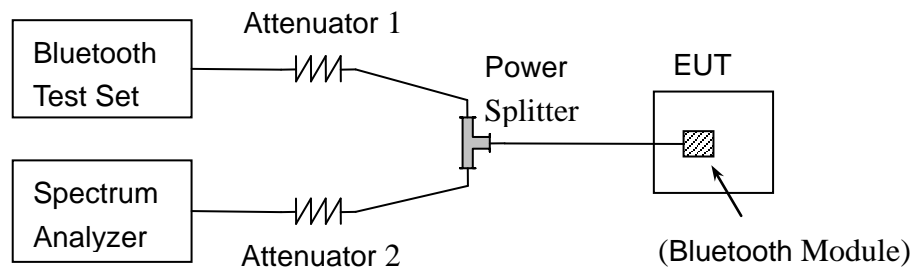 Attenuator 1
Bluetooth
Test Set
Power
Splitter
EUT
Spectrum
Analyzer
Attenuator 2
(Bluetooth Module)